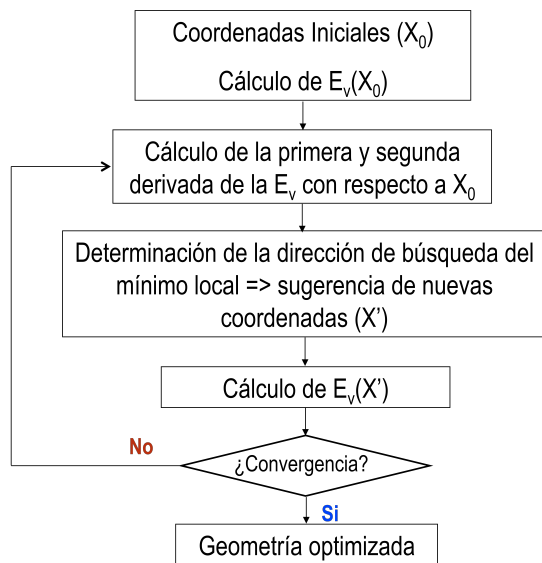 Coordenadas Iniciales (X₀)
Cálculo de Eᵥ(X₀)
Cálculo de la primera y segunda
derivada de la Eᵥ con respecto a X₀
Determinación de la dirección de búsqueda del
mínimo local => sugerencia de nuevas
coordenadas (X’)
Cálculo de Eᵥ(X’)
No
¿Convergencia?
Si
Geometría optimizada